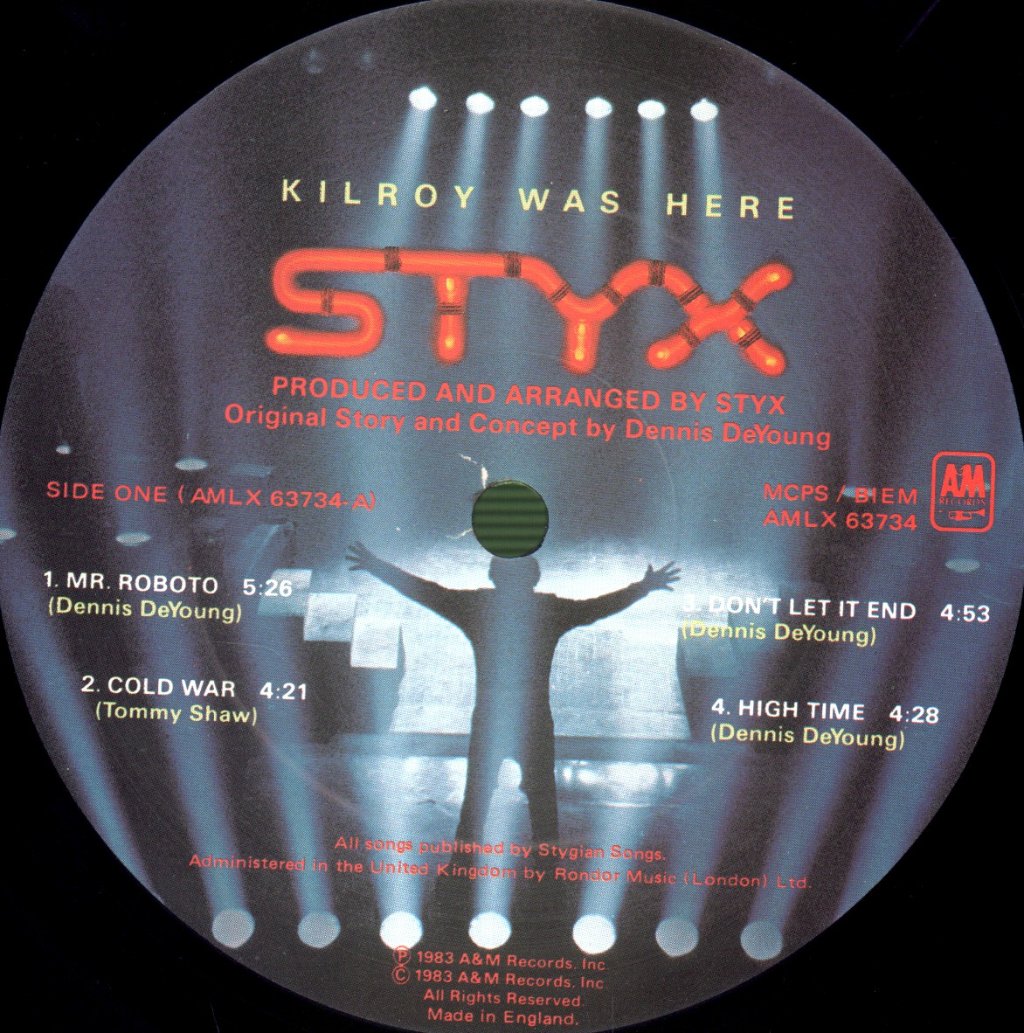 KILROY WAS HERE
STYX
PRODUCED AND ARRANGED BY STYX
Original Story and Concept by Dennis DeYoung
SIDE ONE (AMLX 63734-A)
MCPS / BIEM
AMLX 63734
A&M
RECORDS
1. MR. ROBOTO 5:26
(Dennis DeYoung)
2. COLD WAR 4:21
(Tommy Shaw)
3. DON'T LET IT END 4:53
(Dennis DeYoung)
4. HIGH TIME 4:28
(Dennis DeYoung)
All songs published by Stygian Songs.
Administered in the United Kingdom by Rondor Music (London) Ltd.
Ⓟ 1983 A&M Records, Inc
© 1983 A&M Records, Inc
All Rights Reserved.
Made in England.